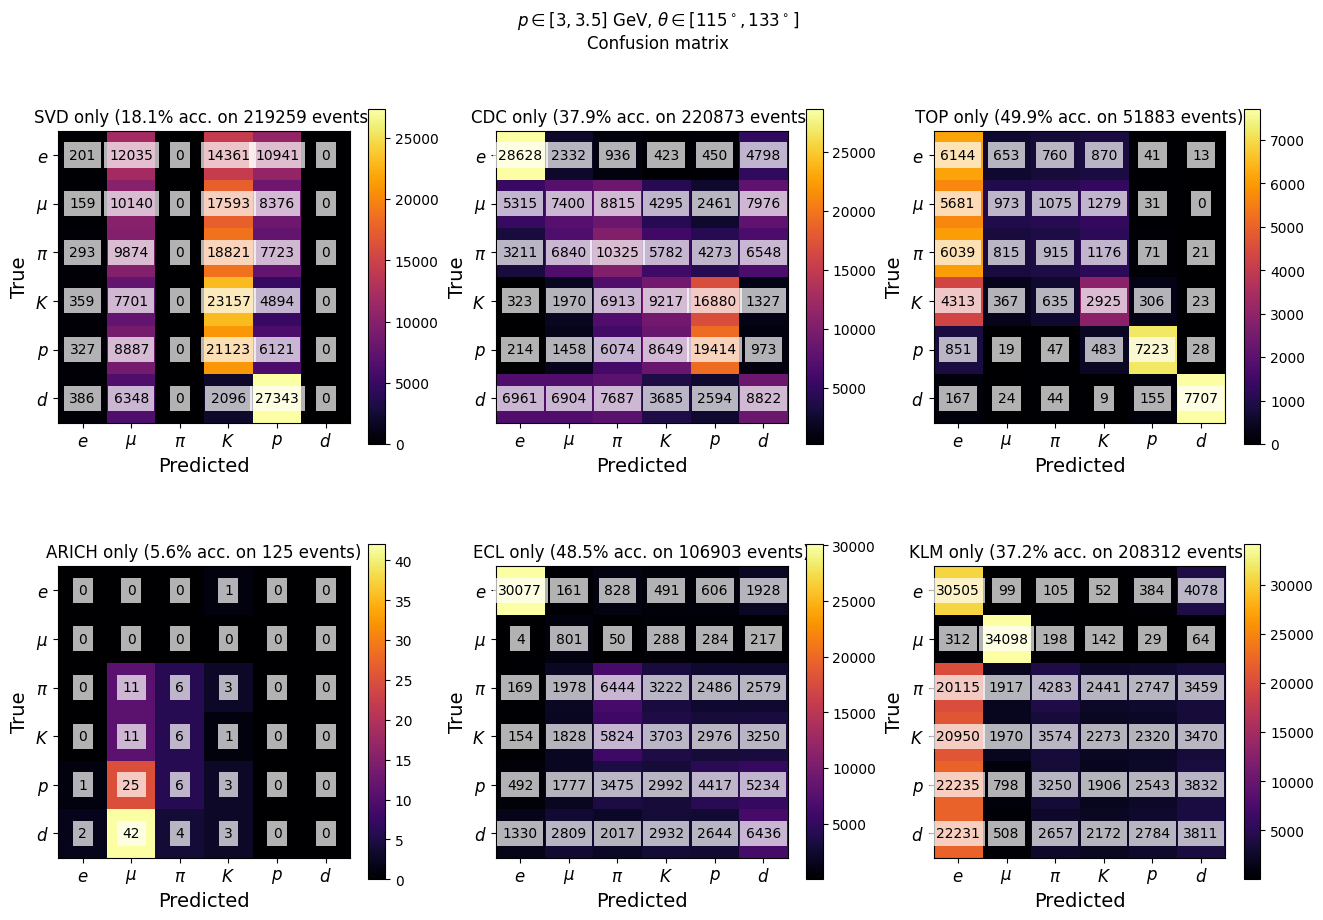 p ∈ [3, 3.5] GeV, θ ∈ [115°, 133°]
Confusion matrix
SVD only (18.1% acc. on 219259 events
True
e 201 12035 0 14361 10941 0
μ 159 10140 0 17593 8376 0
π 293 9874 0 18821 7723 0
K 359 7701 0 23157 4894 0
p 327 8887 0 21123 6121 0
d 386 6348 0 2096 27343 0
e μ π K p d
Predicted
25000
20000
15000
10000
5000
0
CDC only (37.9% acc. on 220873 events
True
e 28628 2332 936 423 450 4798
μ 5315 7400 8815 4295 2461 7976
π 3211 6840 10325 5782 4273 6548
K 323 1970 6913 9217 16880 1327
p 214 1458 6074 8649 19414 973
d 6961 6904 7687 3685 2594 8822
e μ π K p d
Predicted
25000
20000
15000
10000
5000
TOP only (49.9% acc. on 51883 events)
True
e 6144 653 760 870 41 13
μ 5681 973 1075 1279 31 0
π 6039 815 915 1176 71 21
K 4313 367 635 2925 306 23
p 851 19 47 483 7223 28
d 167 24 44 9 155 7707
e μ π K p d
Predicted
7000
6000
5000
4000
3000
2000
1000
0
ARICH only (5.6% acc. on 125 events)
True
e 0 0 0 1 0 0
μ 0 0 0 0 0 0
π 0 11 6 3 0 0
K 0 11 6 1 0 0
p 1 25 6 3 0 0
d 2 42 4 3 0 0
e μ π K p d
Predicted
40
35
30
25
20
15
10
5
0
ECL only (48.5% acc. on 106903 events)
True
e 30077 161 828 491 606 1928
μ 4 801 50 288 284 217
π 169 1978 6444 3222 2486 2579
K 154 1828 5824 3703 2976 3250
p 492 1777 3475 2992 4417 5234
d 1330 2809 2017 2932 2644 6436
e μ π K p d
Predicted
30000
25000
20000
15000
10000
5000
KLM only (37.2% acc. on 208312 events
True
e 30505 99 105 52 384 4078
μ 312 34098 198 142 29 64
π 20115 1917 4283 2441 2747 3459
K 20950 1970 3574 2273 2320 3470
p 22235 798 3250 1906 2543 3832
d 22231 508 2657 2172 2784 3811
e μ π K p d
Predicted
30000
25000
20000
15000
10000
5000